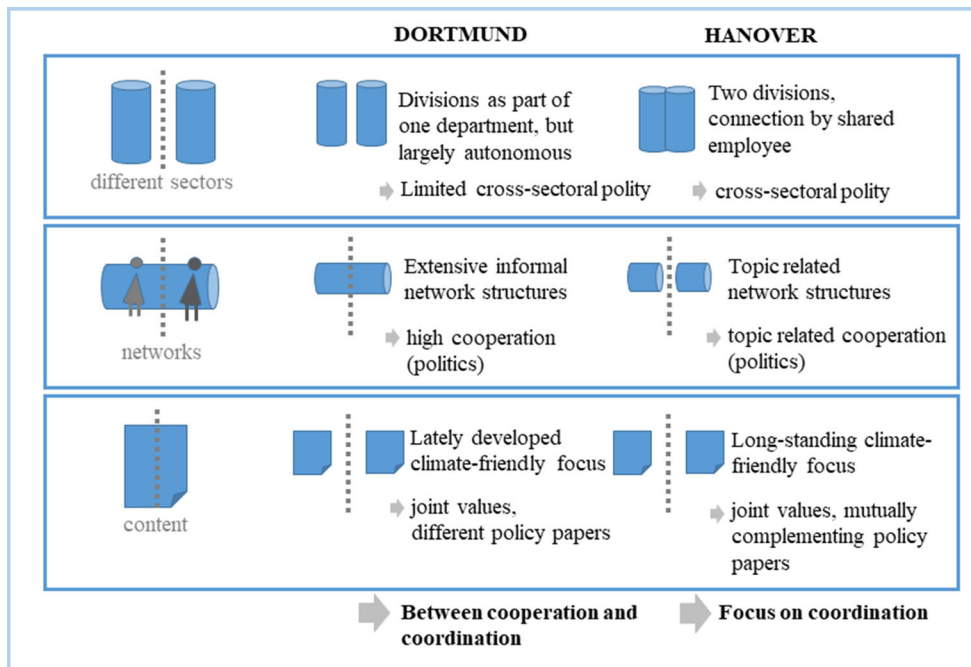 DORTMUND
HANOVER
different sectors
Divisions as part of
one department, but
largely autonomous
Limited cross-sectoral polity
Two divisions,
connection by shared
employee
cross-sectoral polity
networks
Extensive informal
network structures
high cooperation
(politics)
Topic related
network structures
topic related cooperation
(politics)
content
Lately developed
climate-friendly focus
joint values,
different policy papers
Long-standing climate-
friendly focus
joint values, mutually
complementing policy
papers
Between cooperation and
coordination
Focus on coordination